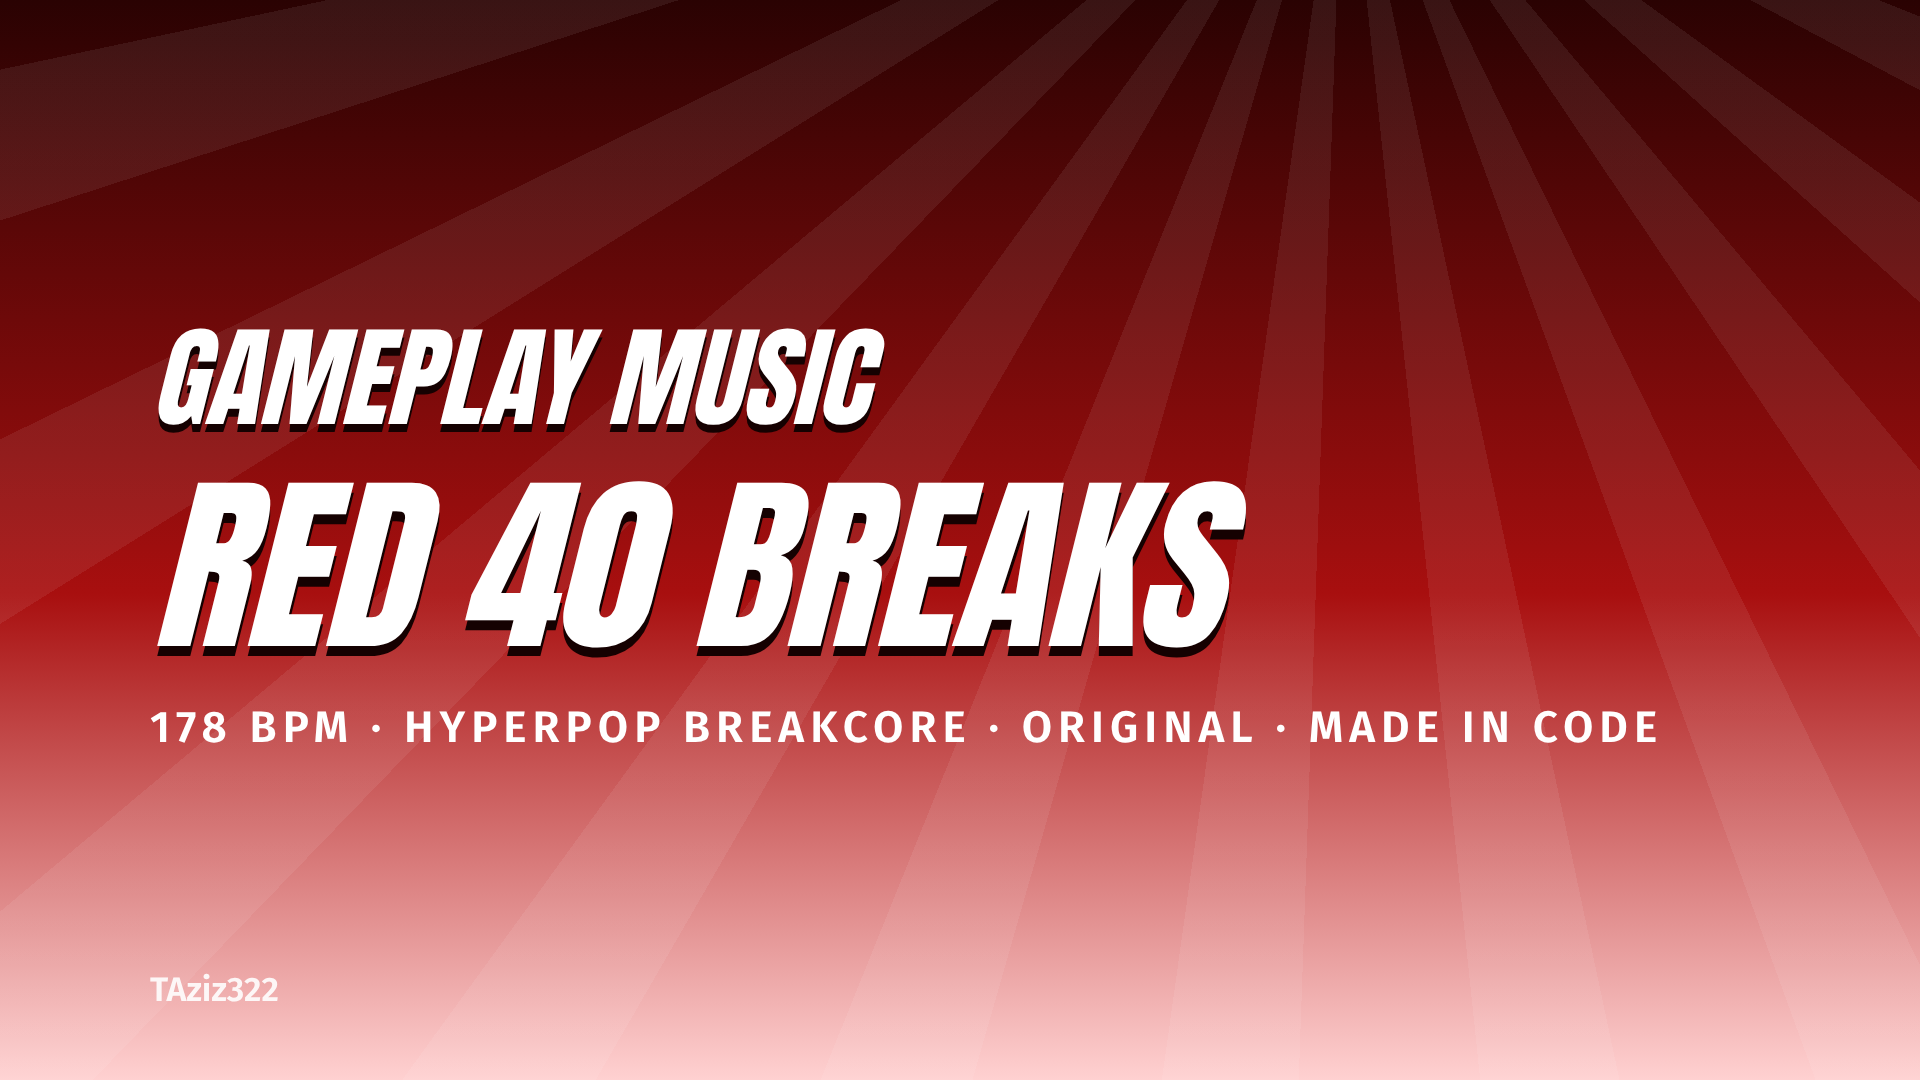 GAMEPLAY MUSIC
RED 40 BREAKS
178 BPM · HYPERPOP BREAKCORE · ORIGINAL · MADE IN CODE
TAziz322